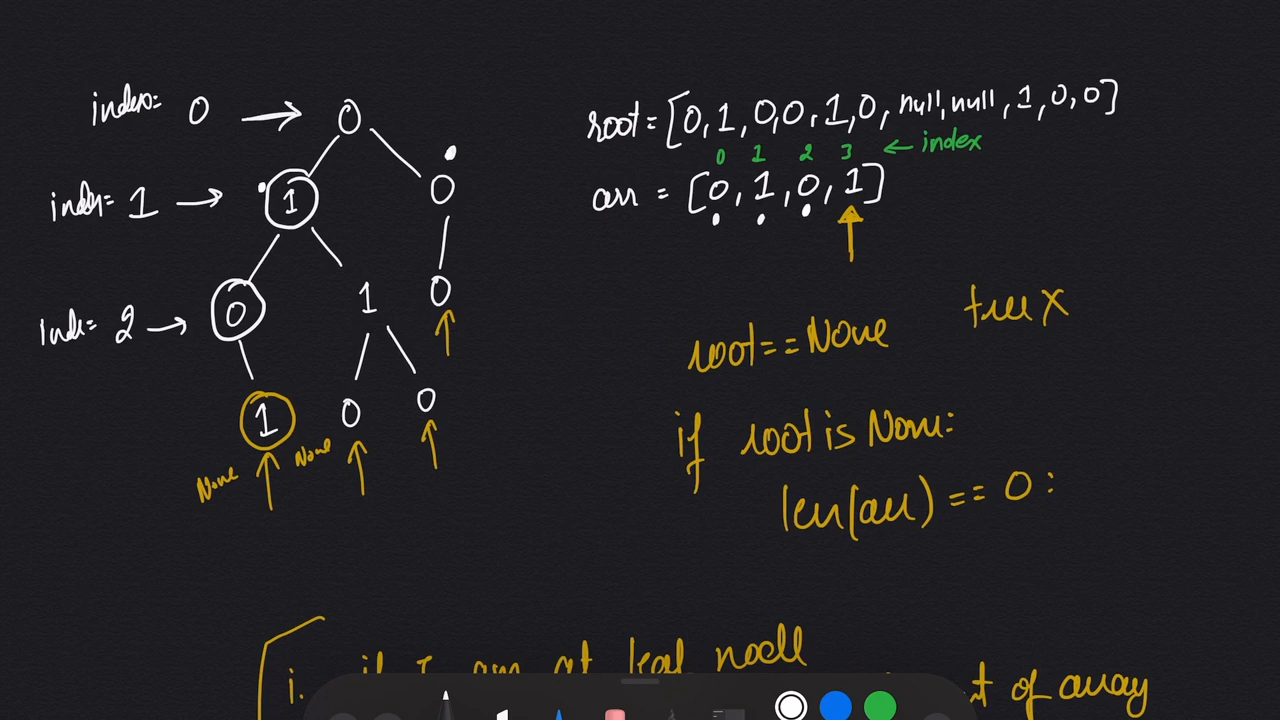 index= 0 → 0
root=[0,1,0,0,1,0,null,null,1,0,0]
0 1 2 3 ← index
index= 1 → 1 0
arr = [0,1,0,1]
Inde= 2 → 0 1 0
tree X
root==None
1 0 0
if root is None:
None None
len(arr) == 0:
i. if I am at leaf node
of array